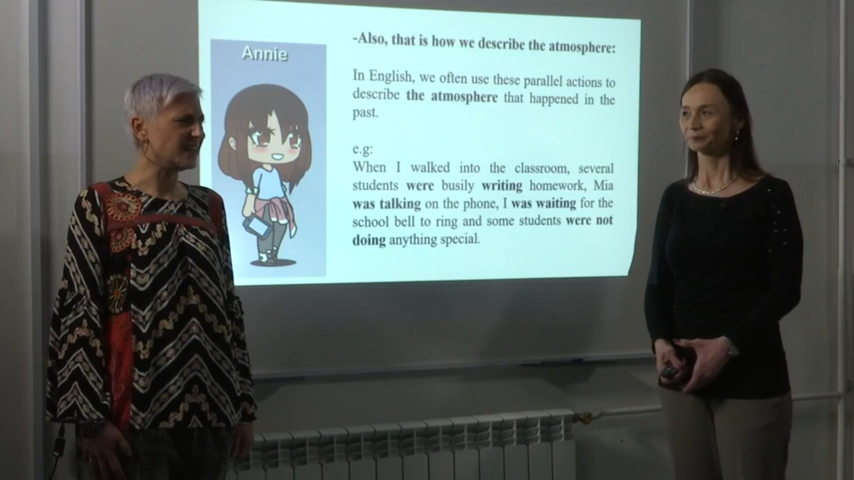 Annie
-Also, that is how we describe the atmosphere:
In English, we often use these parallel actions to
describe the atmosphere that happened in the
past.
e.g:
When I walked into the classroom, several
students were busily writing homework, Mia
was talking on the phone, I was waiting for the
school bell to ring and some students were not
doing anything special.